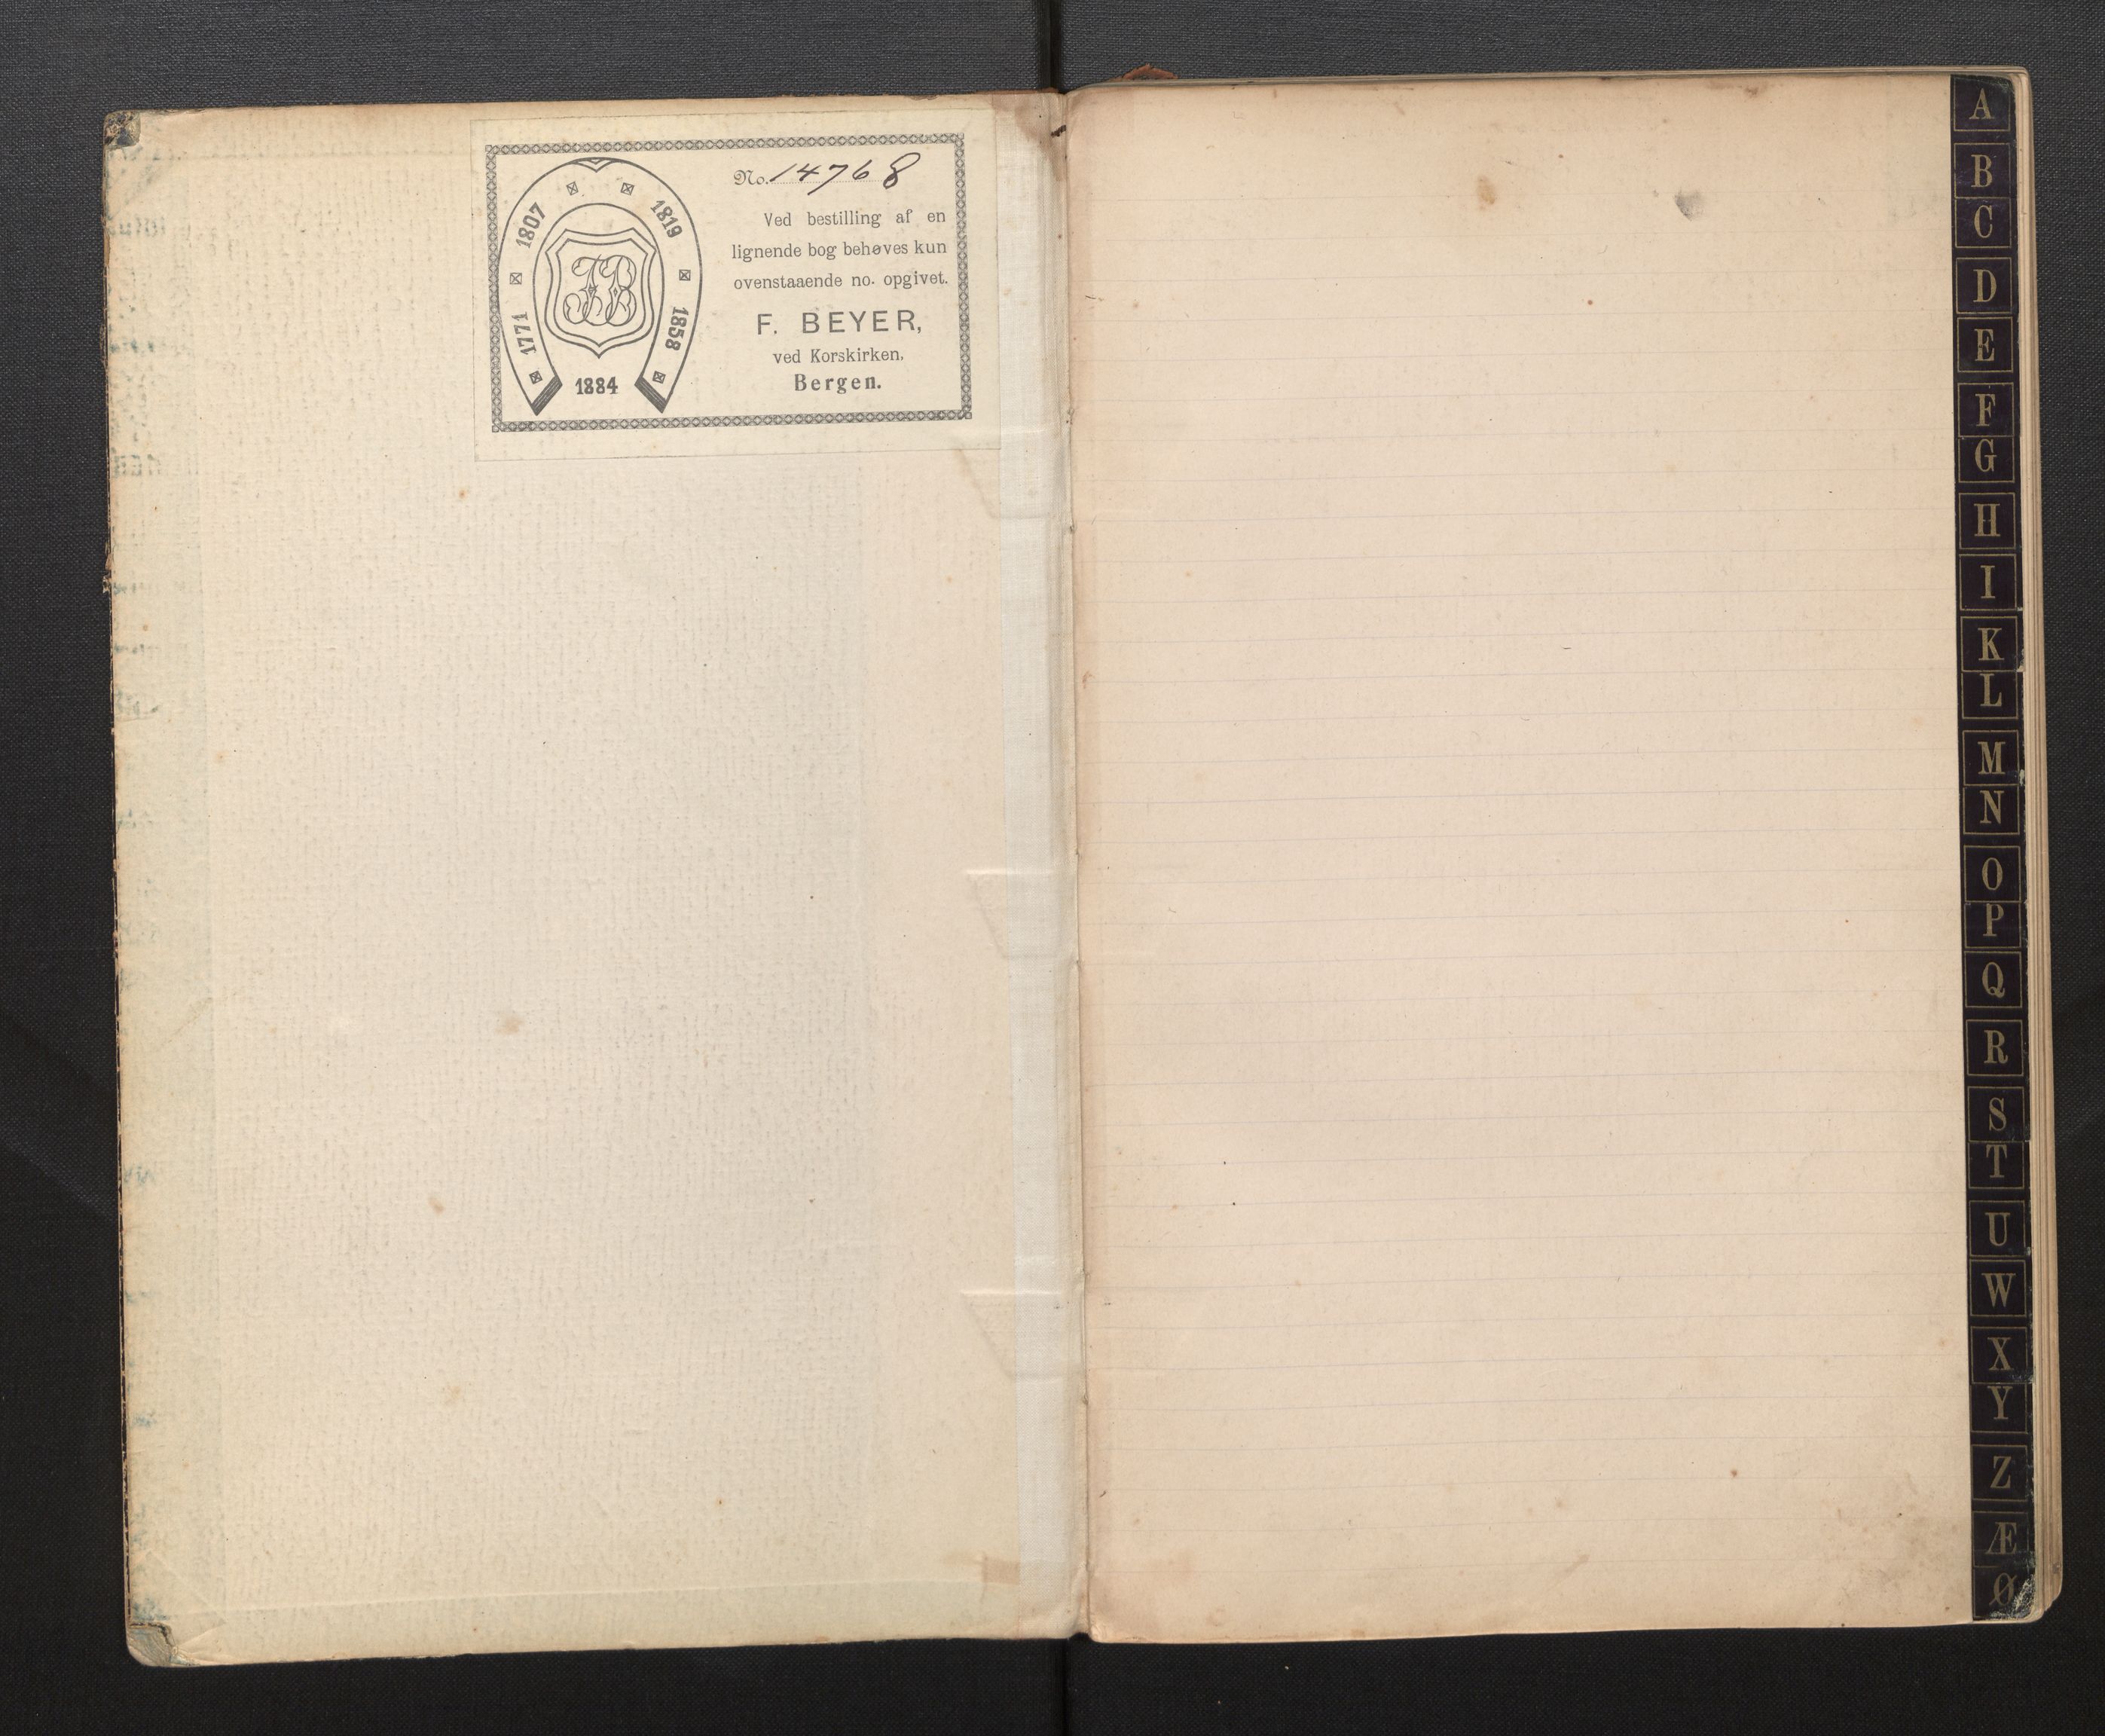 No. 14768
Ved bestilling af en
lignende bog behøves kun
ovenstaaende no. opgivet.
F. BEYER,
ved Korskirken,
Bergen.
1771
1807
1819
1858
1884
FB
A
B
C
D
E
F
G
H
I
K
L
M
N
O
P
Q
R
S
T
U
W
X
Y
Z
Æ
Ø